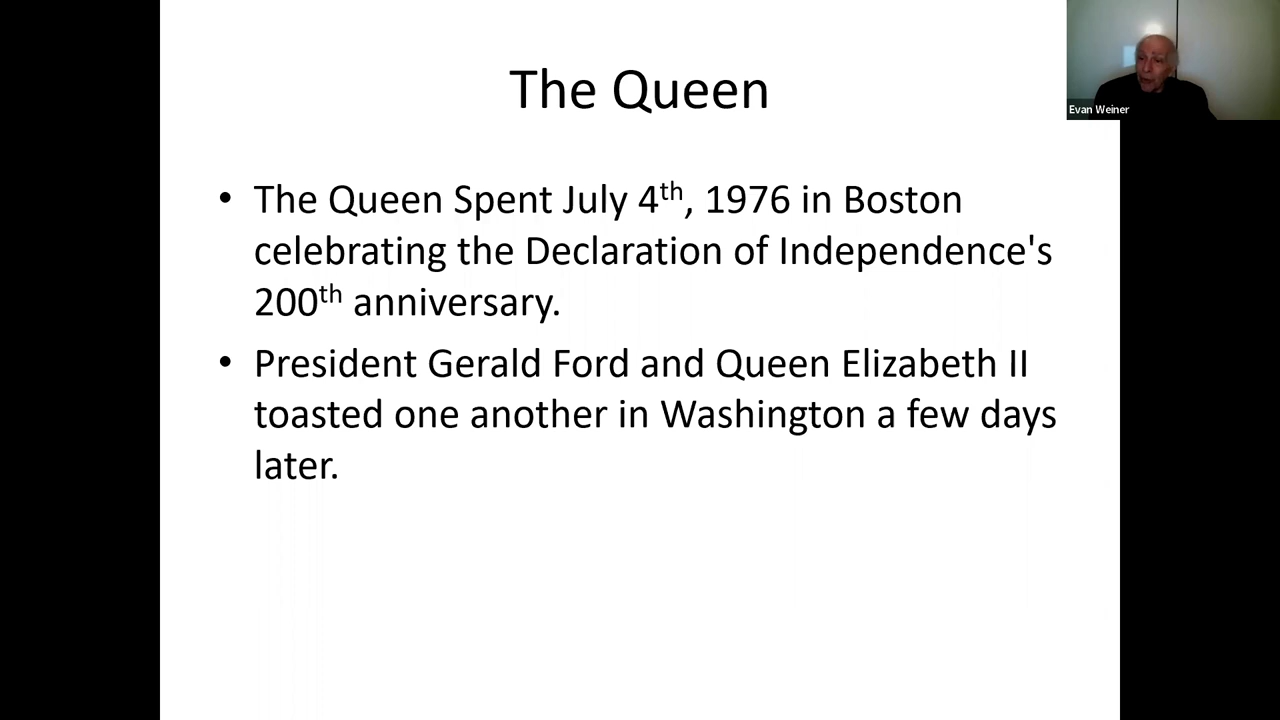 The Queen
Evan Weiner
• The Queen Spent July 4th, 1976 in Boston
celebrating the Declaration of Independence's
200th anniversary.
• President Gerald Ford and Queen Elizabeth II
toasted one another in Washington a few days
later.